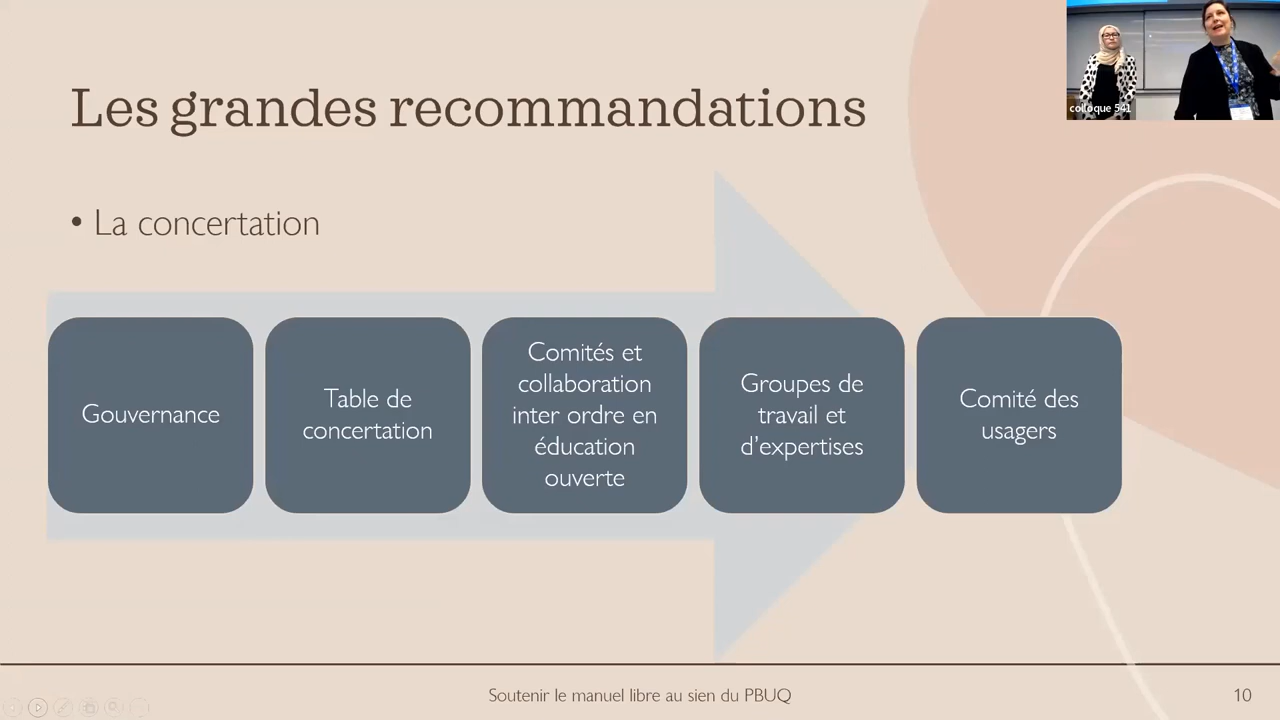 Les grandes recommandations
• La concertation
Gouvernance
Table de
concertation
Comités et
collaboration
inter ordre en
éducation
ouverte
Groupes de
travail et
d'expertises
Comité des
usagers
Soutenir le manuel libre au sien du PBUQ
10
colloque 541